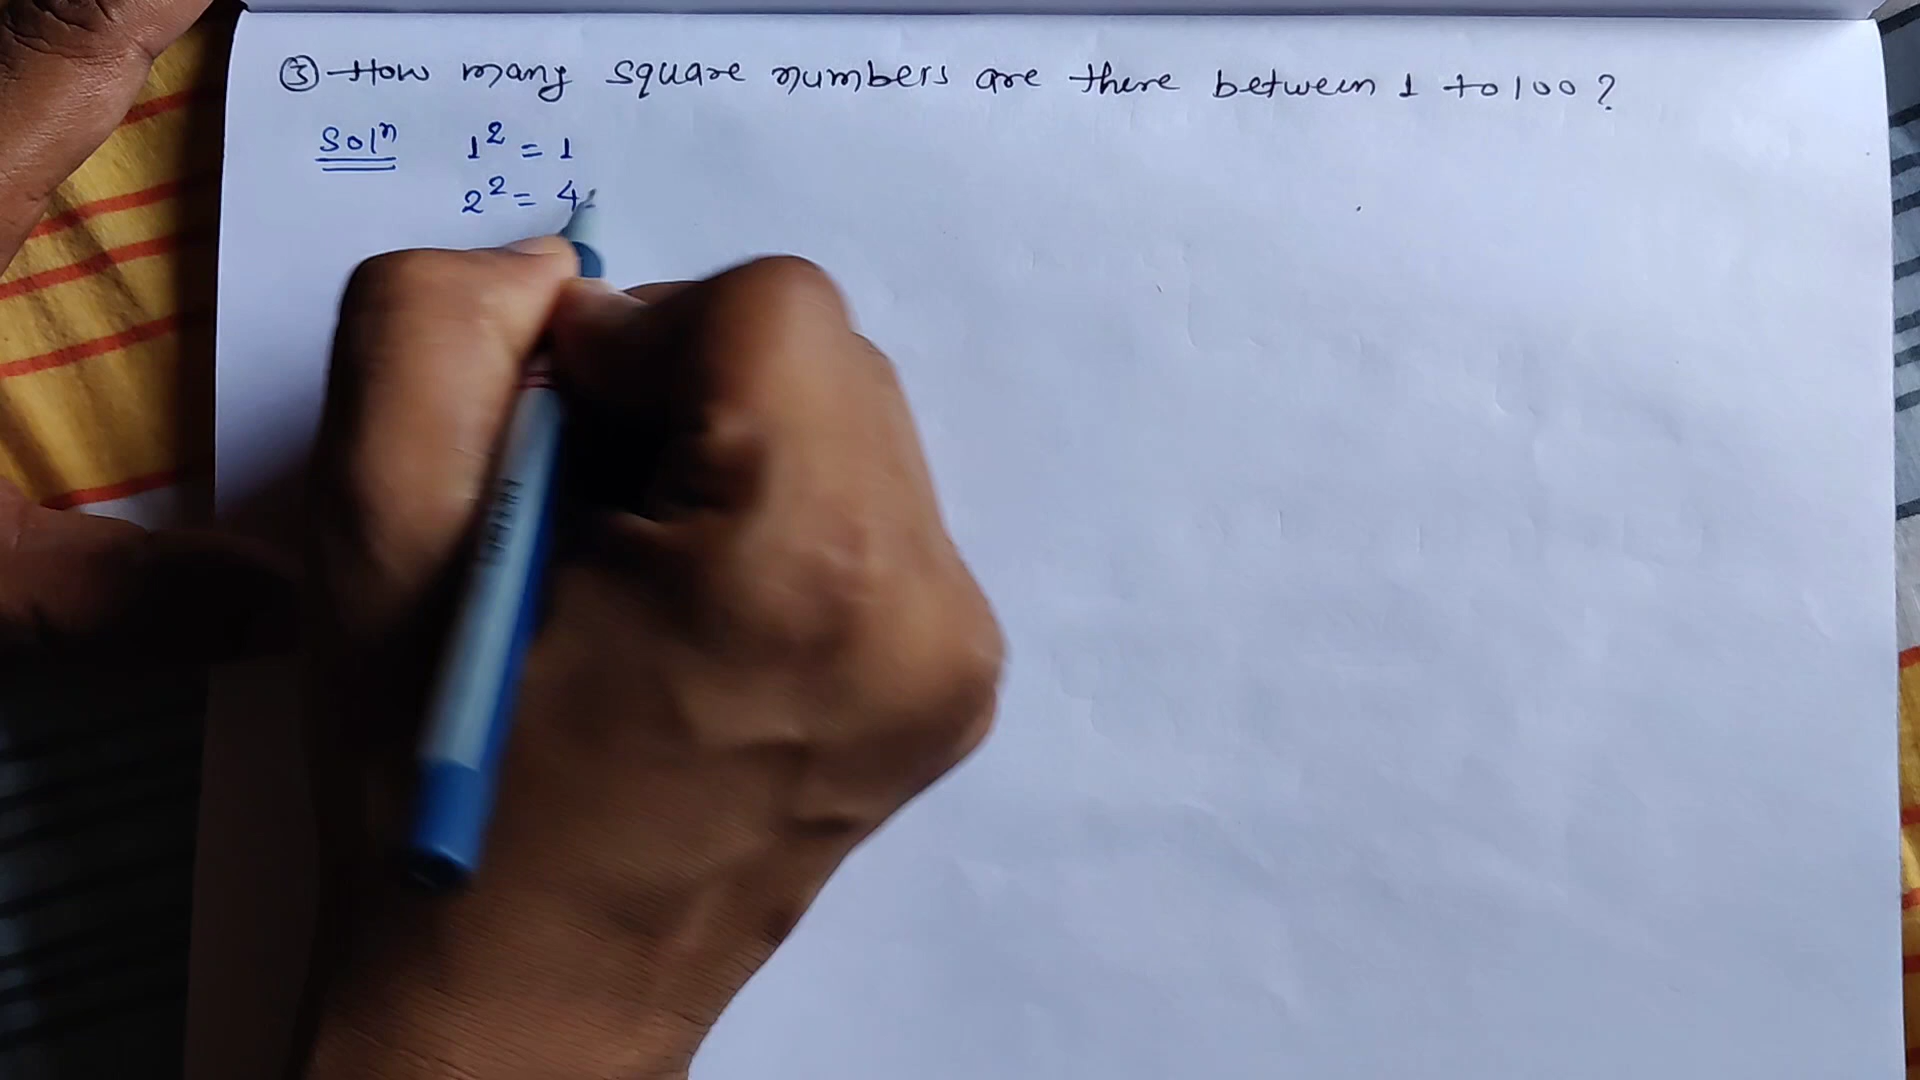 ③ How many square numbers are there between 1 to 100?
Solⁿ 1² = 1
2² = 4